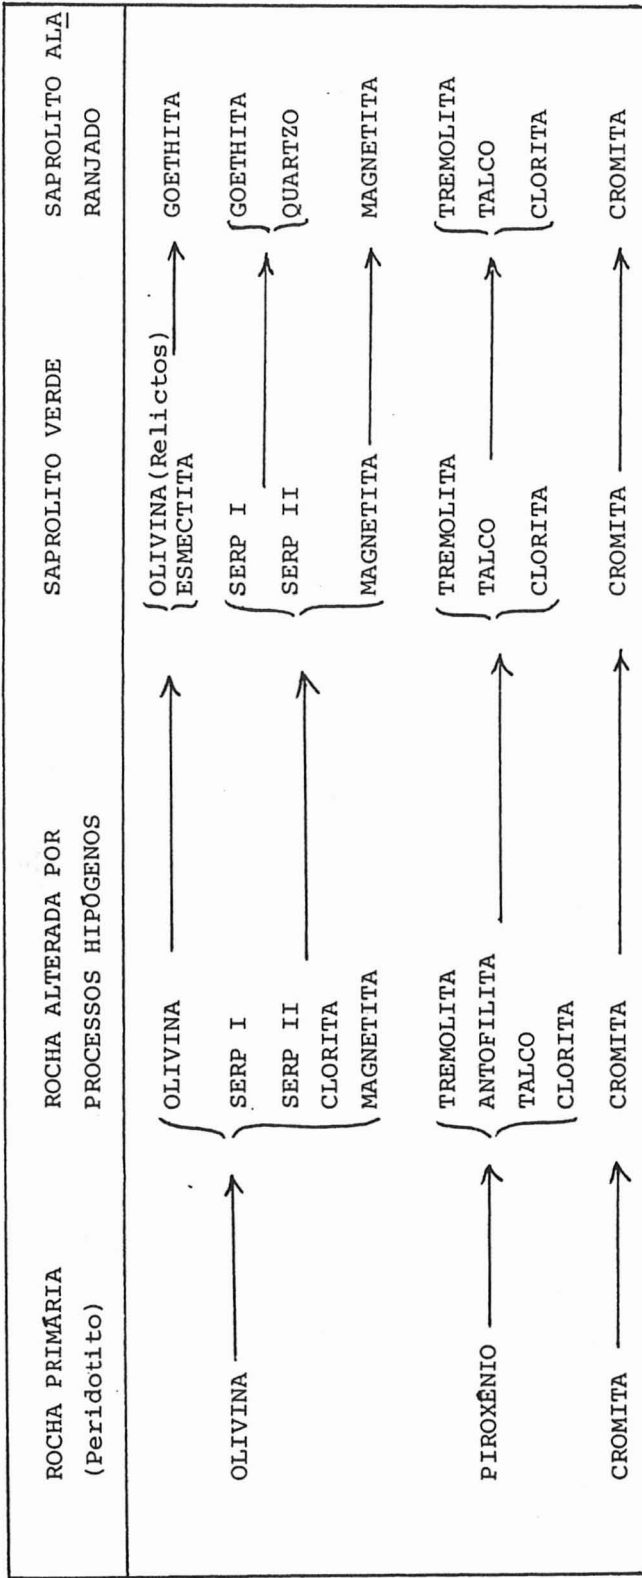 ROCHA PRIMÁRIA
(Peridotito)
ROCHA ALTERADA POR
PROCESSOS HIPÓGENOS
SAPROLITO VERDE
SAPROLITO ALA
RANJADO
OLIVINA
OLIVINA
SERP I
SERP II
CLORITA
MAGNETITA
OLIVINA (Relictos)
ESMECTITA
SERP I
SERP II
MAGNETITA
GOETHITA
GOETHITA
QUARTZO
MAGNETITA
PIROXÊNIO
TREMOLITA
ANTOFILITA
TALCO
CLORITA
TREMOLITA
TALCO
CLORITA
TREMOLITA
TALCO
CLORITA
CROMITA
CROMITA
CROMITA
CROMITA